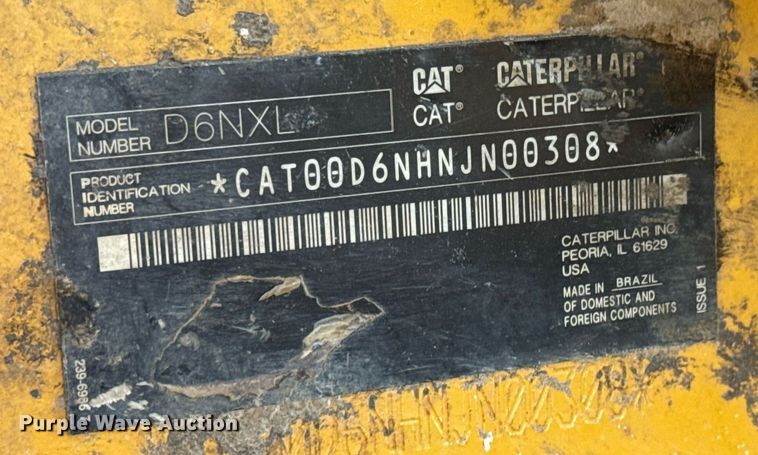 CAT® CATERPILLAR
CAT® CATERPILLAR®
MODEL NUMBER D6NXL
PRODUCT IDENTIFICATION NUMBER *CAT00D6NHNJN00308*
CATERPILLAR INC.
PEORIA, IL 61629
USA
MADE IN BRAZIL
OF DOMESTIC AND
FOREIGN COMPONENTS
ISSUE 1
239-6996
HNJN00308*
Purple Wave Auction